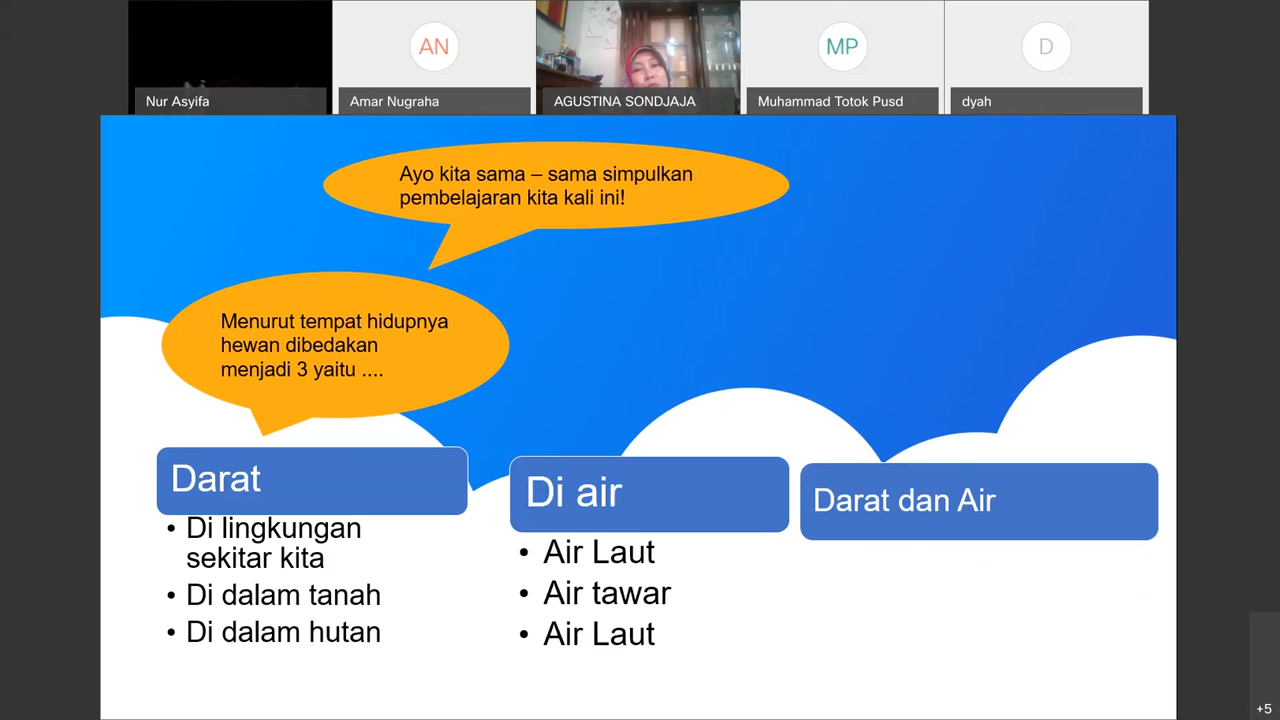 AN
MP
D
Nur Asyifa
Amar Nugraha
AGUSTINA SONDJAJA
Muhammad Totok Pusd
dyah
Ayo kita sama – sama simpulkan
pembelajaran kita kali ini!
Menurut tempat hidupnya
hewan dibedakan
menjadi 3 yaitu ....
Darat
• Di lingkungan
sekitar kita
• Di dalam tanah
• Di dalam hutan
Di air
• Air Laut
• Air tawar
• Air Laut
Darat dan Air
+5